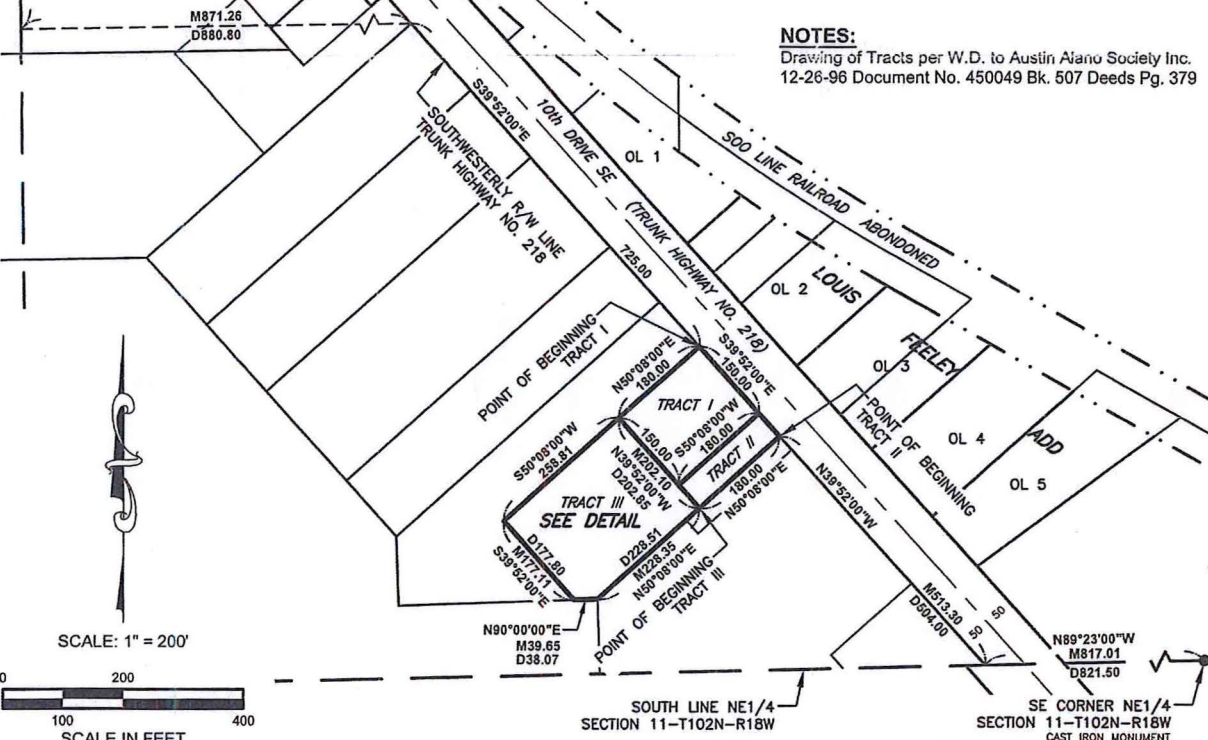 M871.26
D880.80
NOTES:
Drawing of Tracts per W.D. to Austin Alano Society Inc.
12-26-96 Document No. 450049 Bk. 507 Deeds Pg. 379
S39°52'00"E
10th DRIVE SE
(TRUNK HIGHWAY NO. 218)
SOUTHWESTERLY R/W LINE
TRUNK HIGHWAY NO. 218
725.00
SOO LINE RAILROAD ABONDONED
OL 1
OL 2
LOUIS
FEELEY
ADD
OL 3
OL 4
OL 5
POINT OF BEGINNING
TRACT I
N50°08'00"E
180.00
S39°52'00"E
150.00
TRACT I
S50°08'00"W
180.00
150.00
M202.10
N39°52'00"W
D202.85
TRACT II
180.00
N50°08'00"E
POINT OF BEGINNING
TRACT II
N39°52'00"W
S50°08'00"W
258.81
TRACT III
SEE DETAIL
D177.80
M177.11
S39°52'00"E
D228.51
M228.35
N50°08'00"E
POINT OF BEGINNING
TRACT III
N90°00'00"E
M39.65
D38.07
M513.30
D504.00
50
50
N89°23'00"W
M817.01
D821.50
SCALE: 1" = 200'
0
200
100
400
SCALE IN FEET
SOUTH LINE NE1/4
SECTION 11-T102N-R18W
SE CORNER NE1/4
SECTION 11-T102N-R18W
CAST IRON MONUMENT